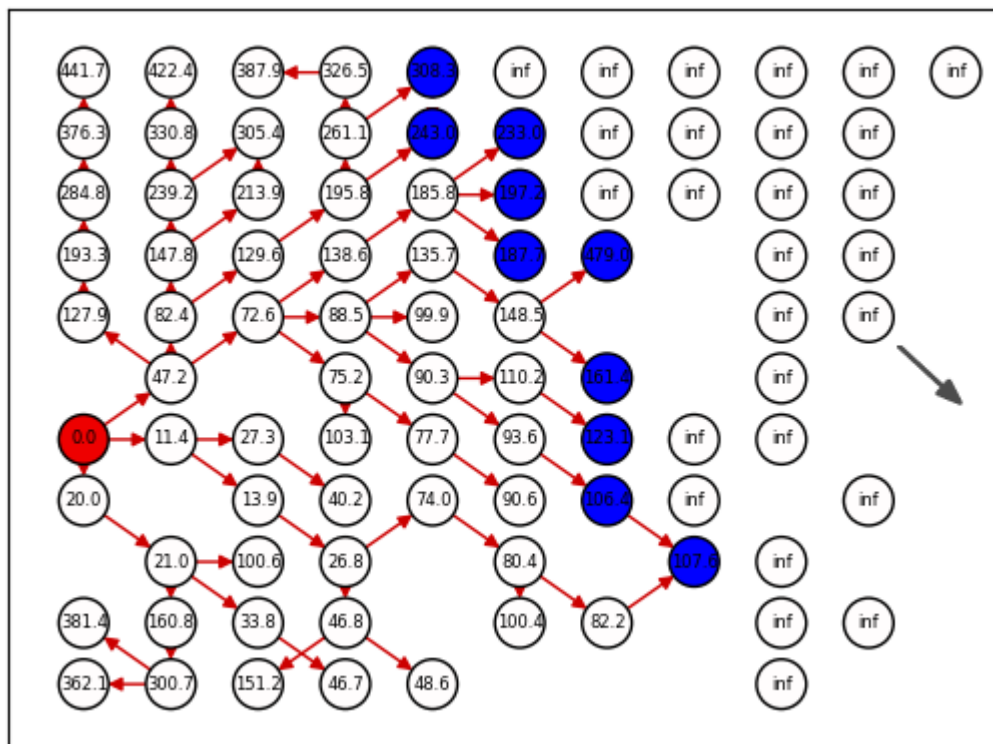 441.7 422.4 387.9 326.5 308.3 inf inf inf inf inf inf
376.3 330.8 305.4 261.1 243.0 233.0 inf inf inf inf
284.8 239.2 213.9 195.8 185.8 197.2 inf inf inf inf
193.3 147.8 129.6 138.6 135.7 187.7 479.0 inf inf
127.9 82.4 72.6 88.5 99.9 148.5 inf inf
47.2 75.2 90.3 110.2 161.4 inf
0.0 11.4 27.3 103.1 77.7 93.6 123.1 inf inf
20.0 13.9 40.2 74.0 90.6 106.4 inf inf
21.0 100.6 26.8 80.4 107.6 inf
381.4 160.8 33.8 46.8 100.4 82.2 inf inf
362.1 300.7 151.2 46.7 48.6 inf